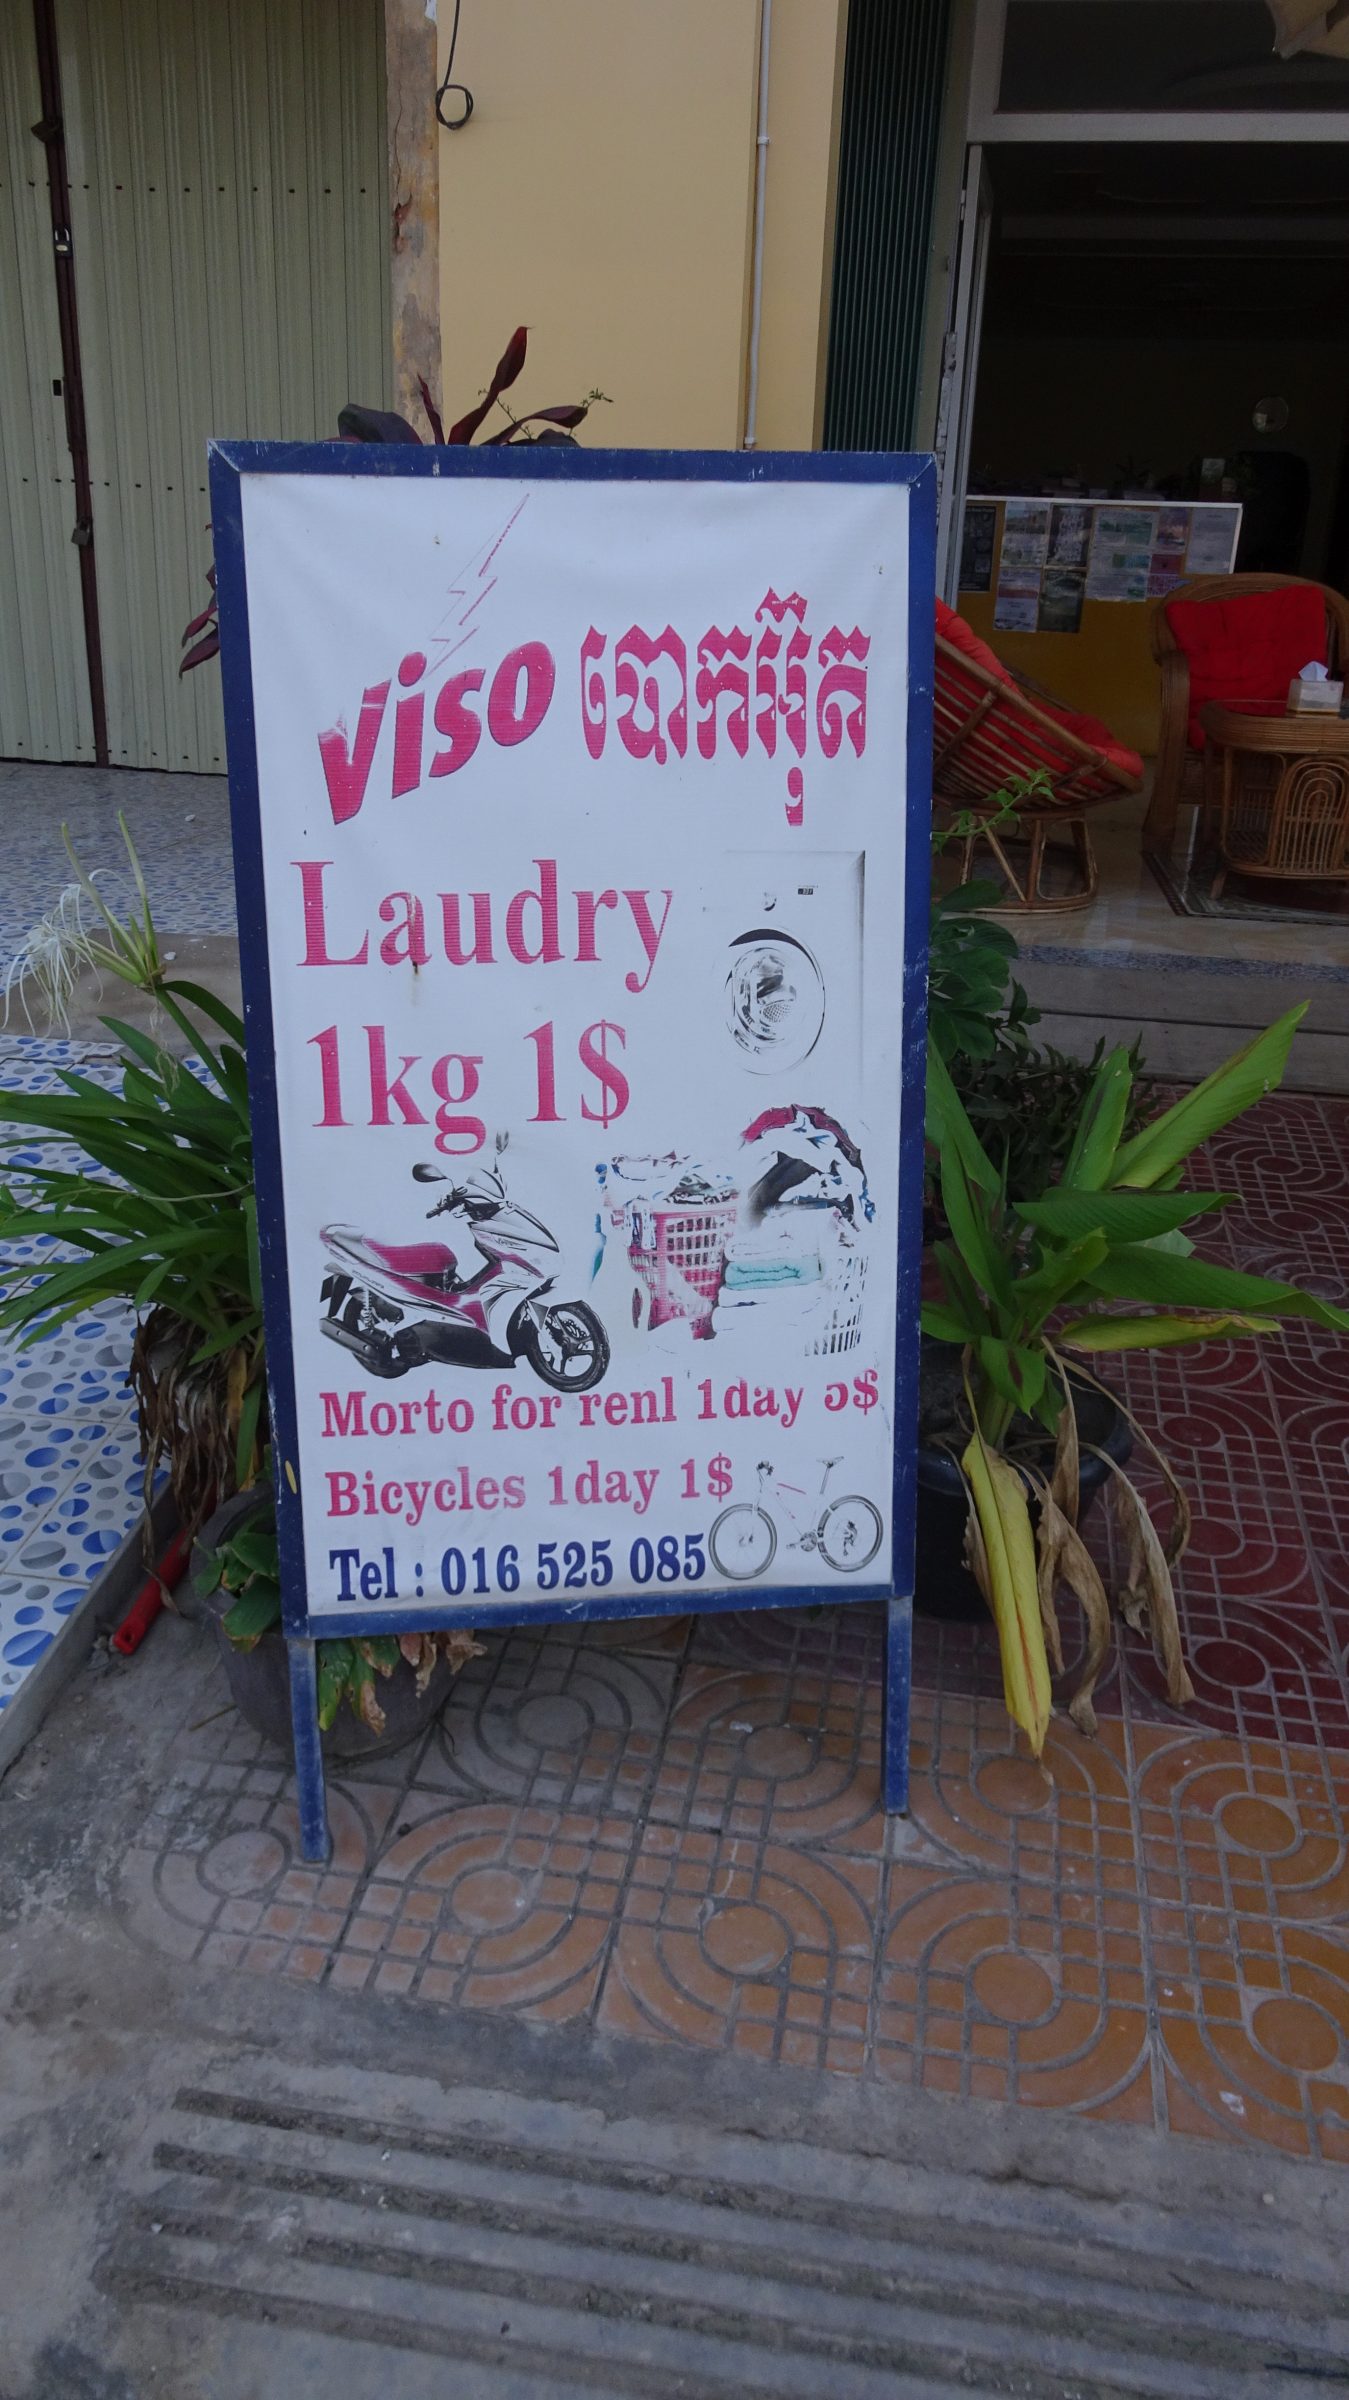 Viso បោកអ៊ុត
Laudry
1kg 1$
Morto for renl 1day
Bicycles 1day 1$
Tel : 016 525 085